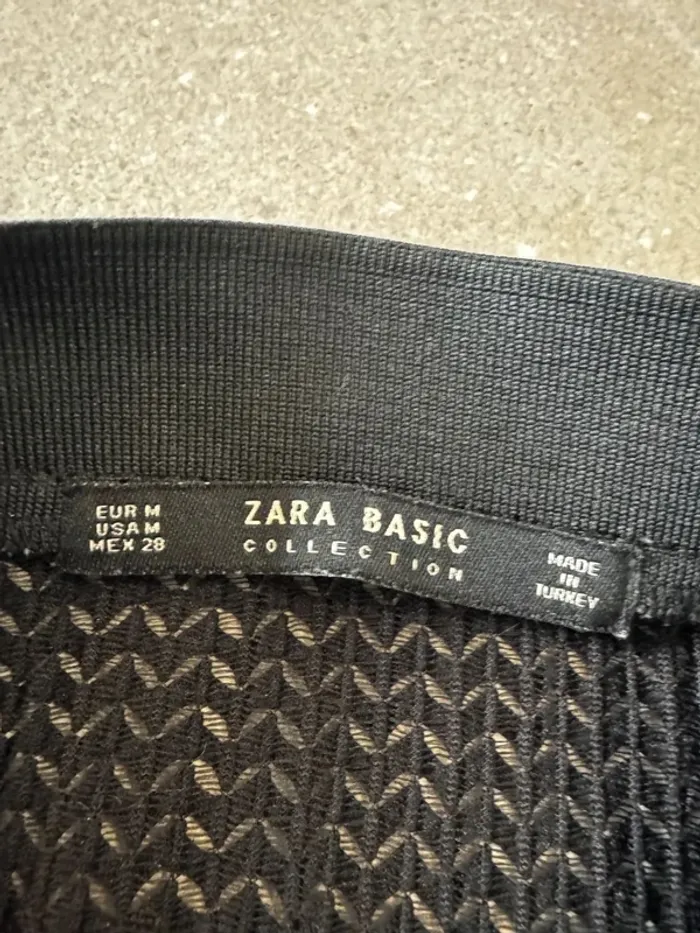 EUR M
USA M
MEX 28
ZARA BASIC
COLLECTION
MADE
IN
TURKEY